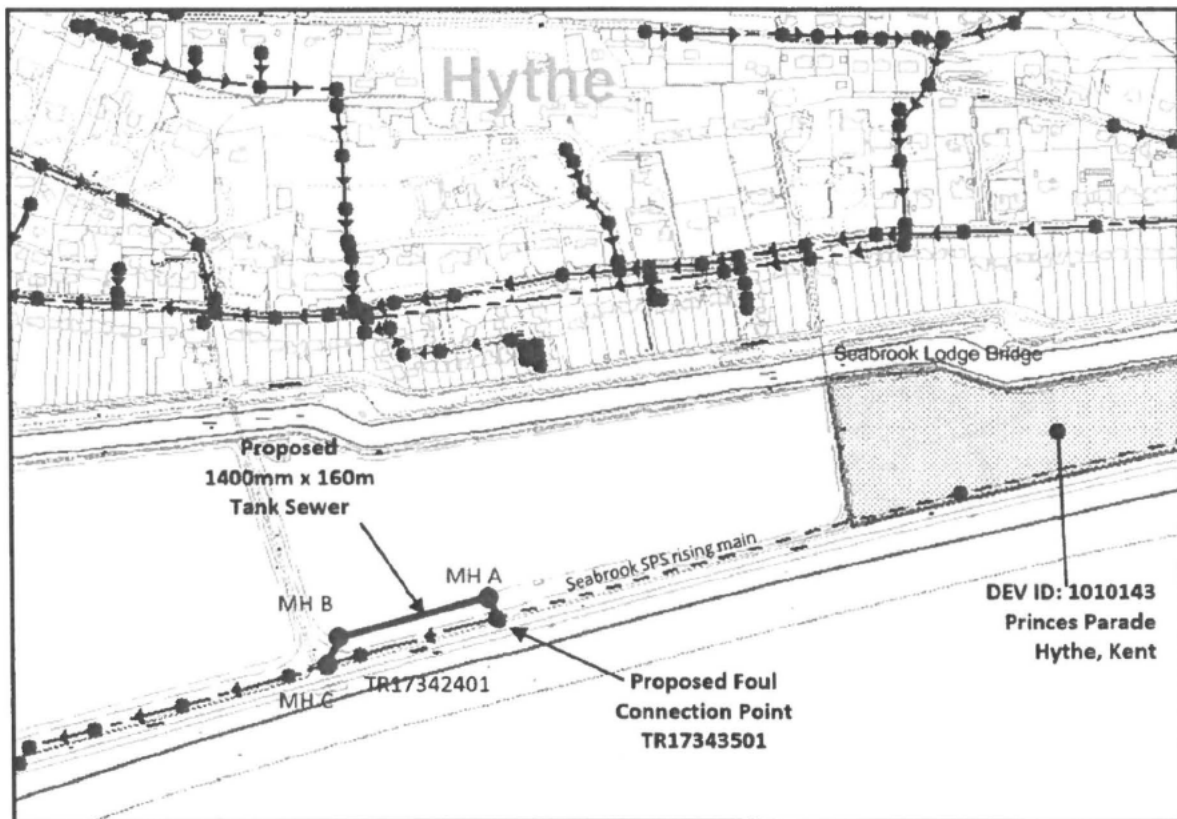 Hythe
Seabrook Lodge Bridge
Proposed
1400mm x 160m
Tank Sewer
Seabrook SPS rising main
MH A
MH B
DEV ID: 1010143
Princes Parade
Hythe, Kent
TR17342401
MH C
Proposed Foul
Connection Point
TR17343501